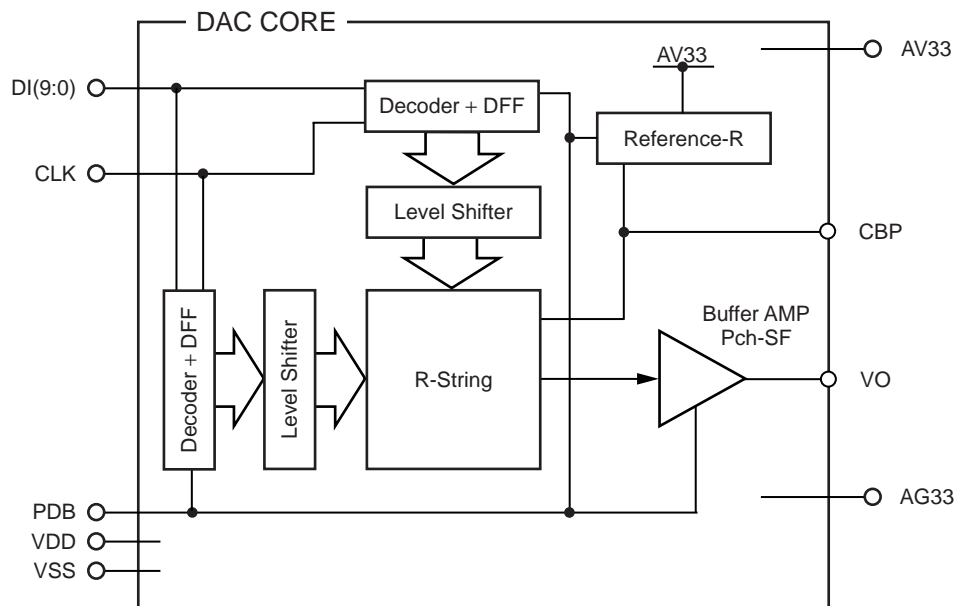 DAC CORE
AV33
AV33
DI(9:0)
Decoder + DFF
Reference-R
CLK
Level Shifter
CBP
Buffer AMP
Pch-SF
Decoder + DFF
Level Shifter
R-String
VO
PDB
AG33
VDD
VSS